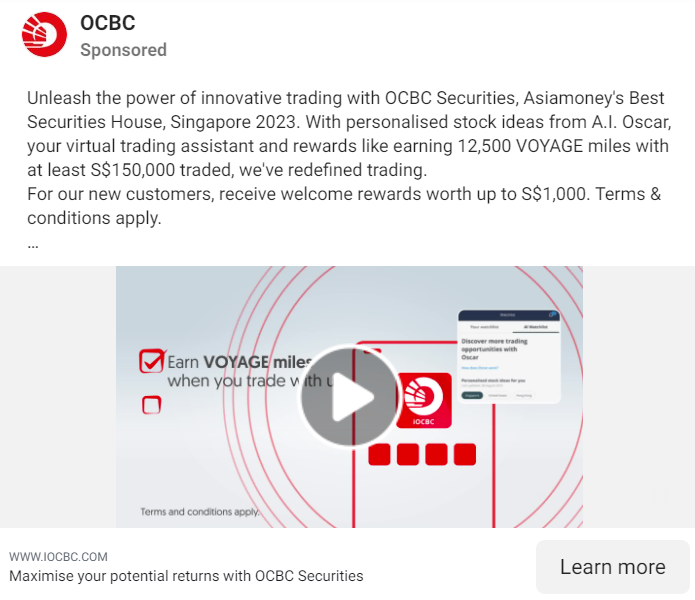 OCBC
Sponsored
Unleash the power of innovative trading with OCBC Securities, Asiamoney's Best
Securities House, Singapore 2023. With personalised stock ideas from A.I. Oscar,
your virtual trading assistant and rewards like earning 12,500 VOYAGE miles with
at least S$150,000 traded, we've redefined trading.
For our new customers, receive welcome rewards worth up to S$1,000. Terms &
conditions apply.
...
Earn VOYAGE miles
when you trade with u
Your watchlists AI Watchlist
Discover more trading
opportunities with
Oscar
How does Oscar work?
Personalised stock ideas for you
iOCBC
Terms and conditions apply.
WWW.IOCBC.COM
Maximise your potential returns with OCBC Securities
Learn more